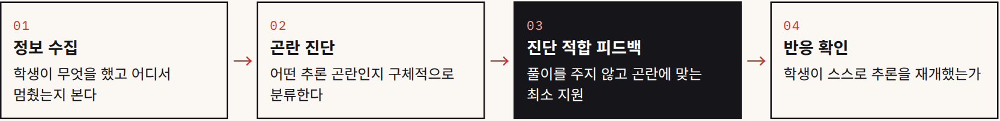 01
정보 수집
학생이 무엇을 했고 어디서
멈췄는지 본다
→
02
곤란 진단
어떤 추론 곤란인지 구체적으로
분류한다
→
03
진단 적합 피드백
풀이를 주지 않고 곤란에 맞는
최소 지원
→
04
반응 확인
학생이 스스로 추론을 재개했는가